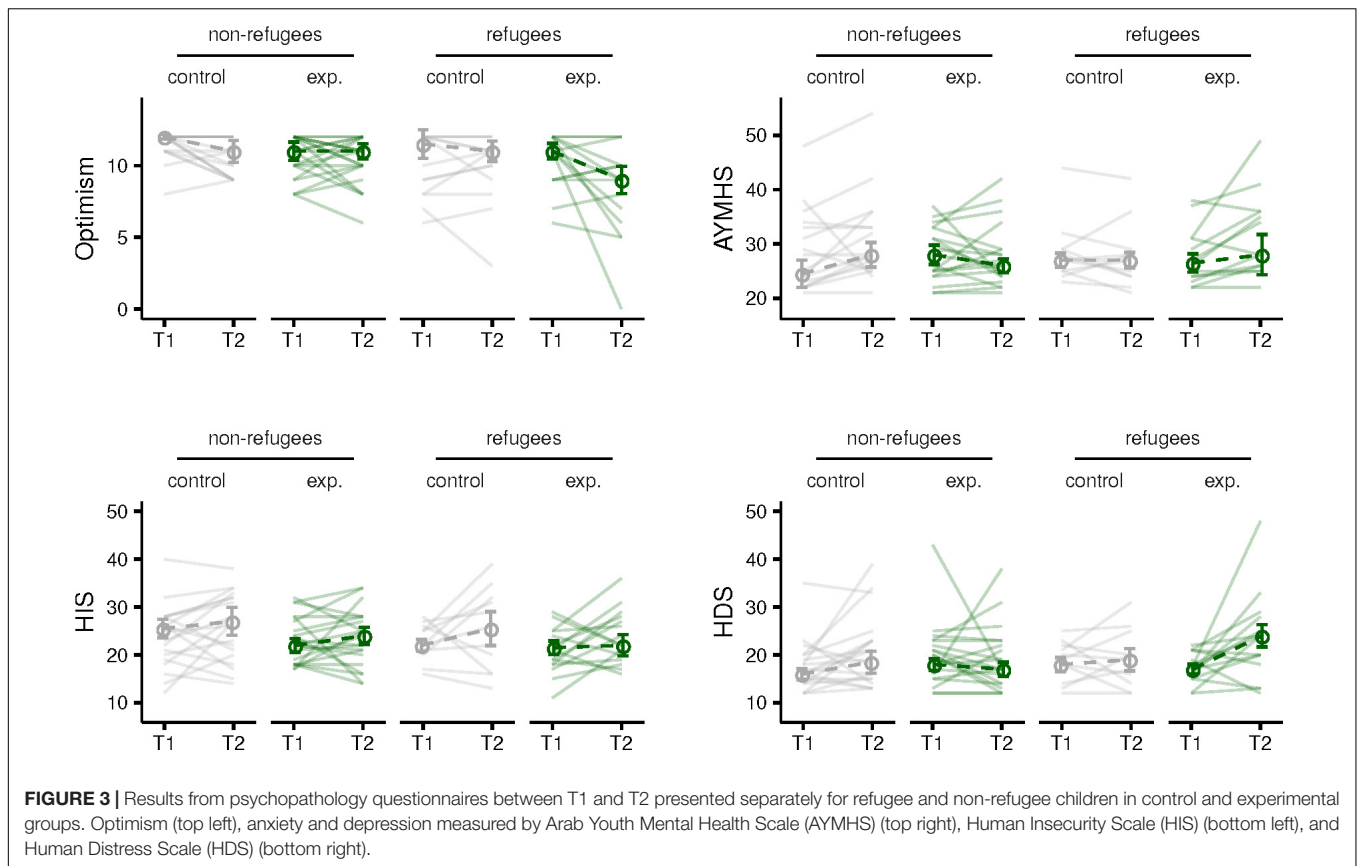 non-refugees refugees
control exp. control exp.
Optimism
10
5
0
T1 T2 T1 T2 T1 T2 T1 T2
non-refugees refugees
control exp. control exp.
AYMHS
50
40
30
20
T1 T2 T1 T2 T1 T2 T1 T2
non-refugees refugees
control exp. control exp.
HIS
50
40
30
20
10
T1 T2 T1 T2 T1 T2 T1 T2
non-refugees refugees
control exp. control exp.
HDS
50
40
30
20
10
T1 T2 T1 T2 T1 T2 T1 T2
FIGURE 3 | Results from psychopathology questionnaires between T1 and T2 presented separately for refugee and non-refugee children in control and experimental
groups. Optimism (top left), anxiety and depression measured by Arab Youth Mental Health Scale (AYMHS) (top right), Human Insecurity Scale (HIS) (bottom left), and
Human Distress Scale (HDS) (bottom right).